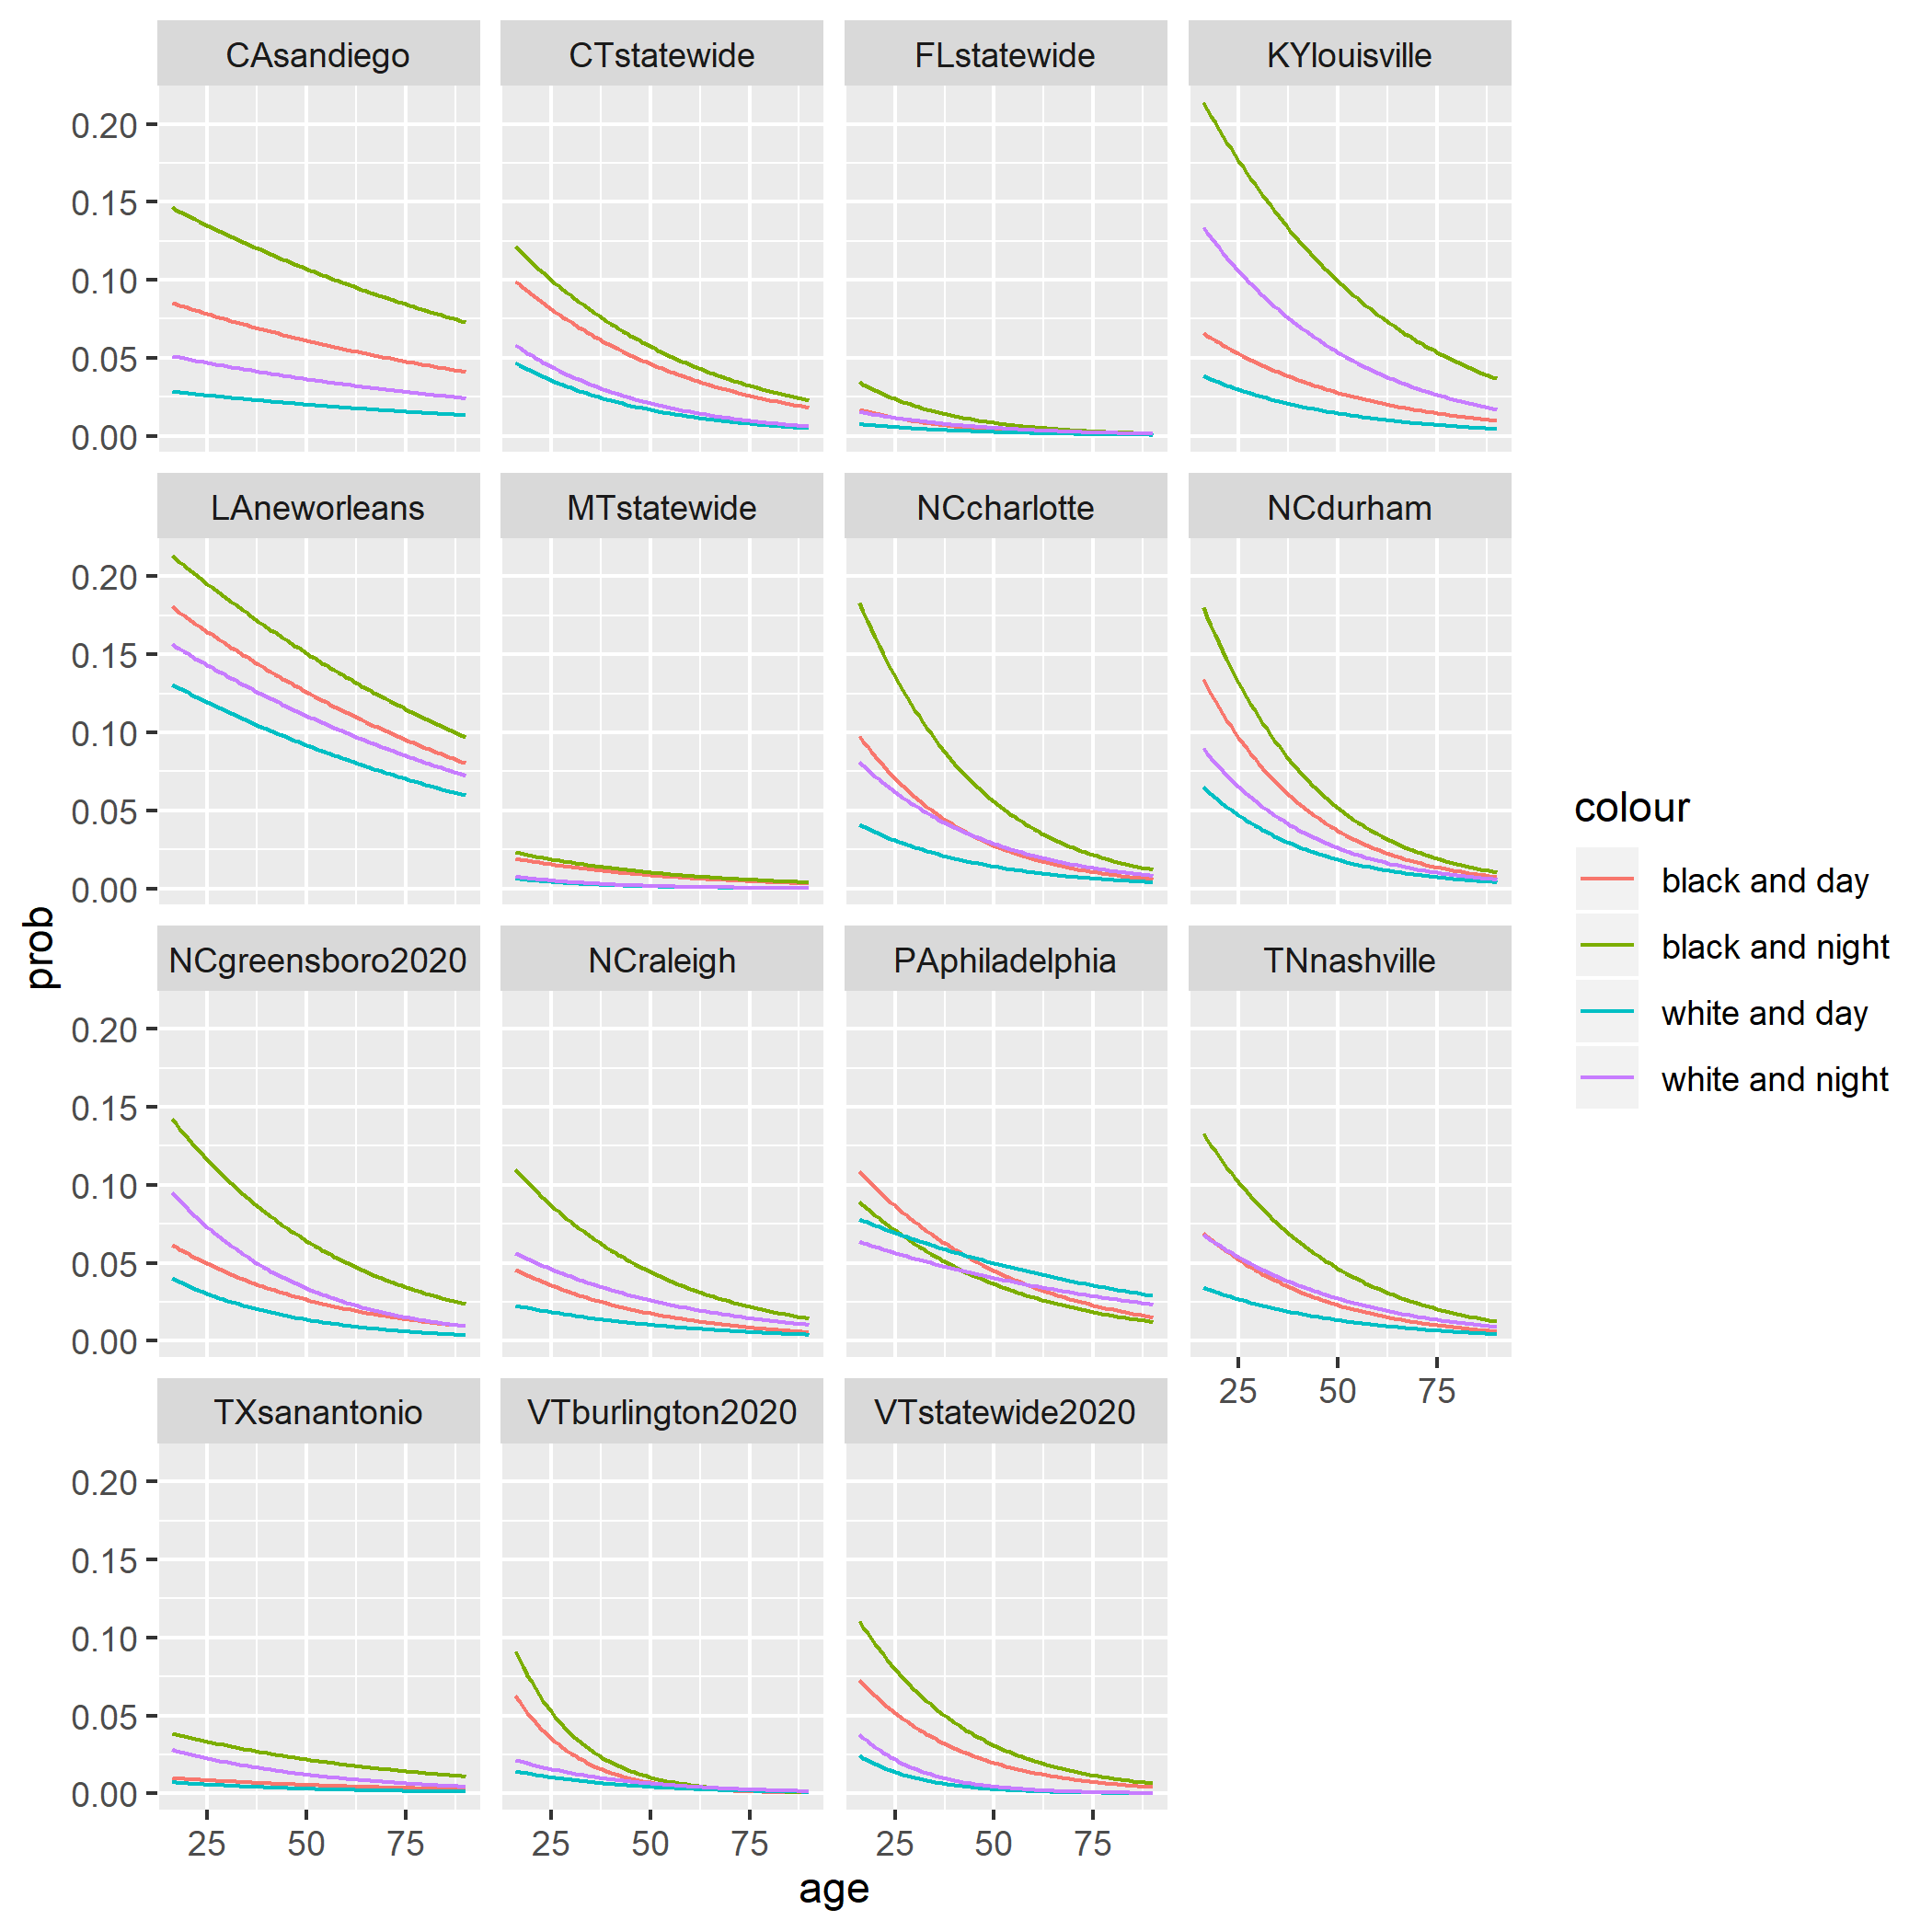 CAsandiego CTstatewide FLstatewide KYlouisville
0.20
0.15
0.10
0.05
0.00
LAneworleans MTstatewide NCcharlotte NCdurham
0.20
0.15
0.10
0.05
0.00
NCgreensboro2020 NCraleigh PAphiladelphia TNnashville
0.20
0.15
0.10
0.05
0.00
25 50 75
TXsanantonio VTburlington2020 VTstatewide2020
0.20
0.15
0.10
0.05
0.00
25 50 75 25 50 75 25 50 75
age
prob
colour
black and day
black and night
white and day
white and night